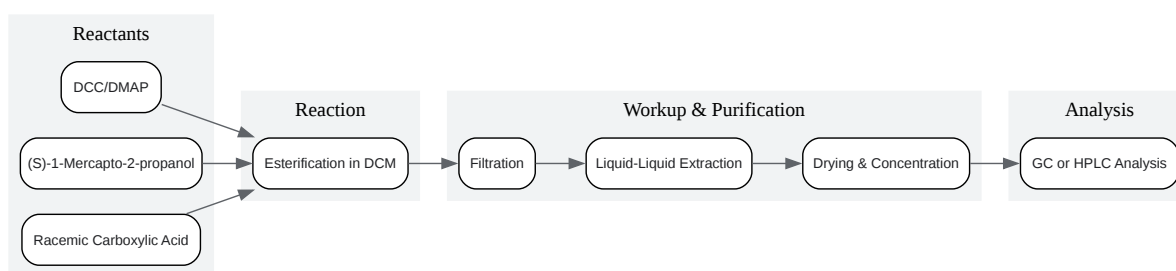 Reactants
DCC/DMAP
(S)-1-Mercapto-2-propanol
Racemic Carboxylic Acid
Reaction
Esterification in DCM
Workup & Purification
Filtration
Liquid-Liquid Extraction
Drying & Concentration
Analysis
GC or HPLC Analysis